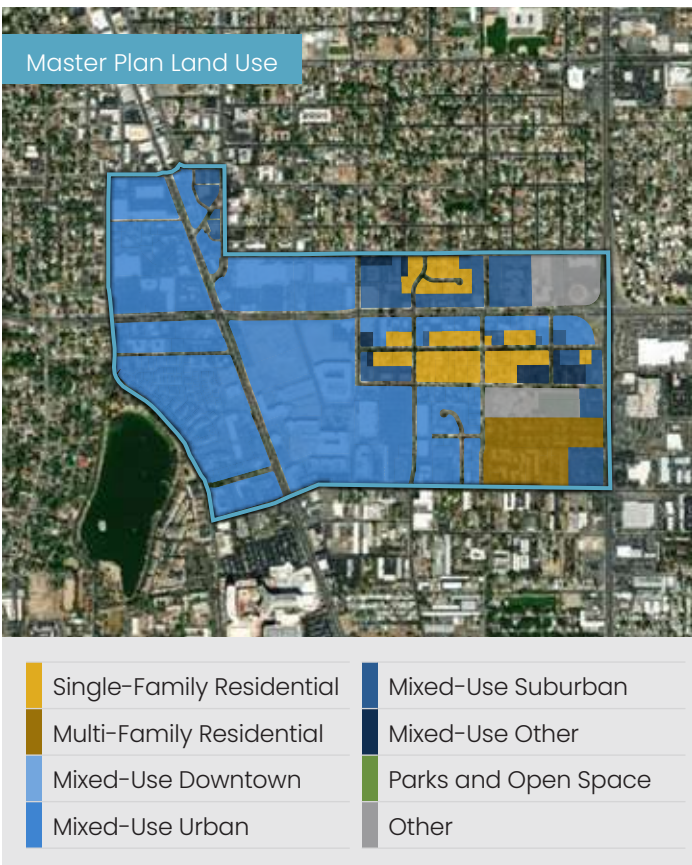 Master Plan Land Use
Single-Family Residential
Multi-Family Residential
Mixed-Use Downtown
Mixed-Use Urban
Mixed-Use Suburban
Mixed-Use Other
Parks and Open Space
Other